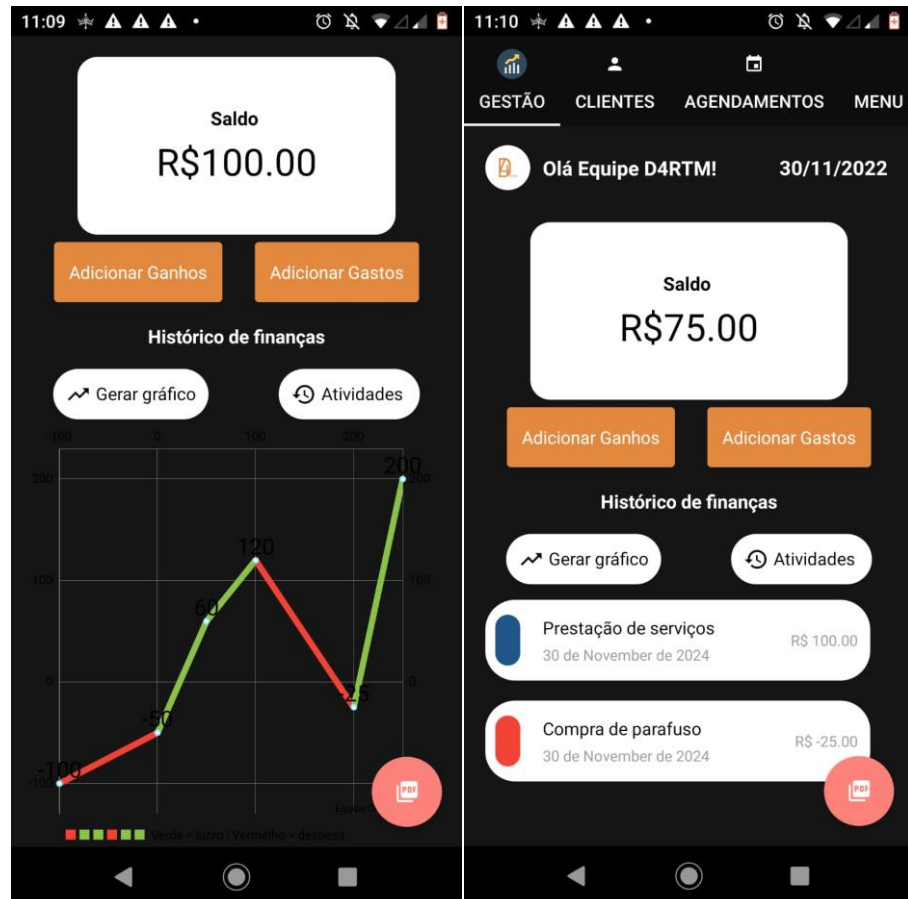 11:09
Saldo
R$100.00
Adicionar Ganhos
Adicionar Gastos
Histórico de finanças
Gerar gráfico
Atividades
-100 0 100 200
200
200
200
120
100
100
60
0
0
-25
-50
-100
-100
PDF
Equipe
Verde = lucro | Vermelho = despesa
11:10
GESTÃO
CLIENTES
AGENDAMENTOS
MENU
Olá Equipe D4RTM!
30/11/2022
Saldo
R$75.00
Adicionar Ganhos
Adicionar Gastos
Histórico de finanças
Gerar gráfico
Atividades
Prestação de serviços
30 de November de 2024
R$ 100.00
Compra de parafuso
30 de November de 2024
R$ -25.00
PDF